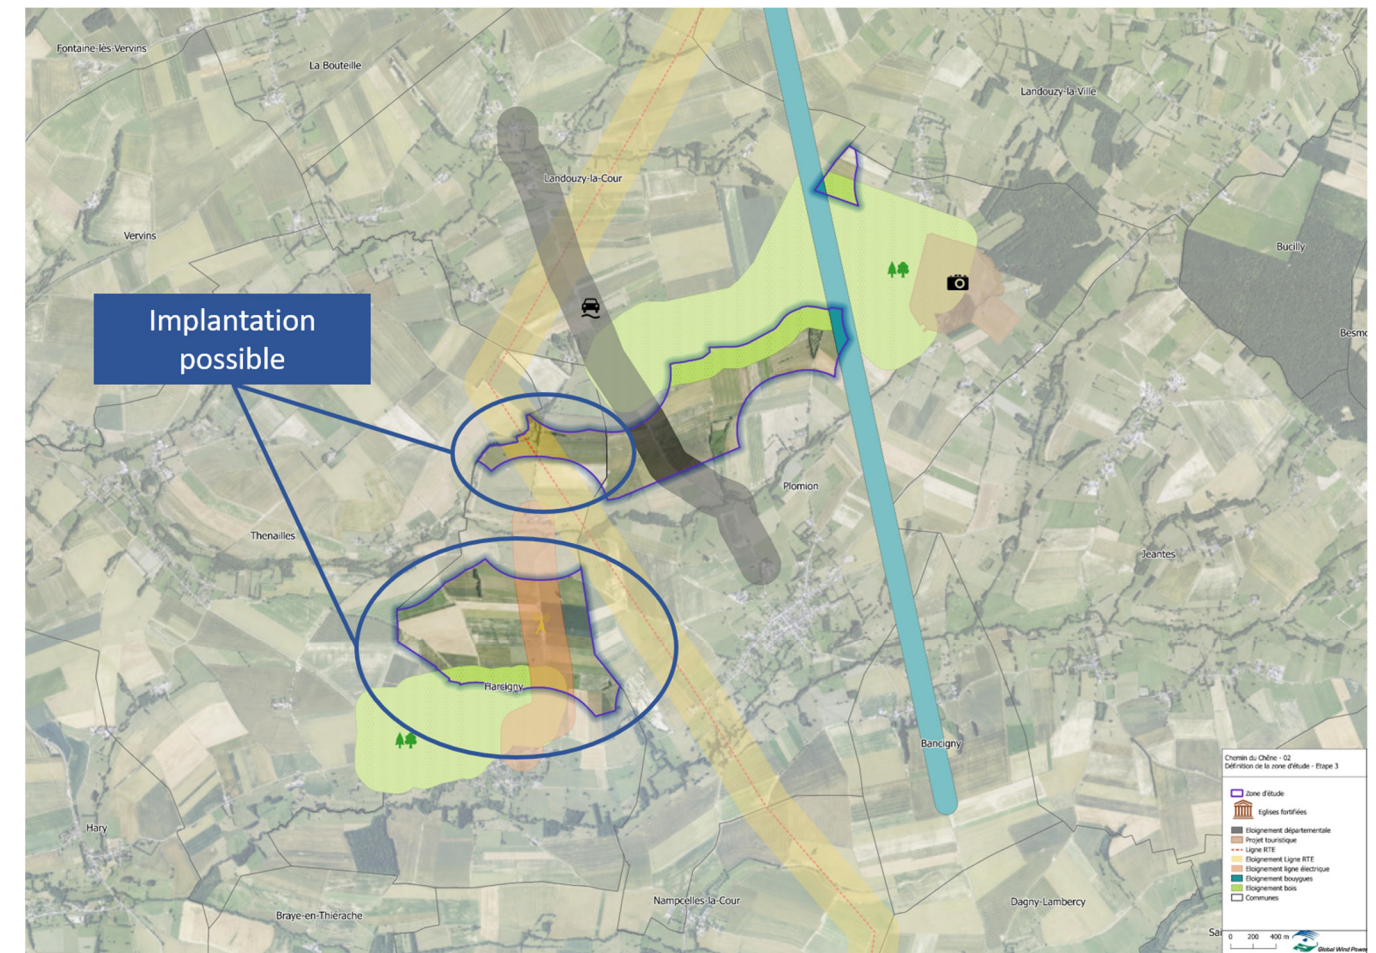 Fontaine-lès-Vervins
La Bouteille
Landouzy-la-Ville
Landouzy-la-Cour
Vervins
Bucilly
Implantation
possible
Plomion
Thenailles
Jeantes
Harcigny
Bancigny
Hary
Nampcelles-la-Cour
Dagny-Lambercy
Braye-en-Thiérache
Chemin du Chêne - 02
Définition de la zone d'étude - Etape 3
Zone d'étude
Eglises fortifiées
Eloignement départementale
Projet touristique
Ligne RTE
Eloignement Ligne RTE
Eloignement ligne électrique
Eloignement bouygues
Eloignement bois
Communes
0 200 400 m
Global Wind Power